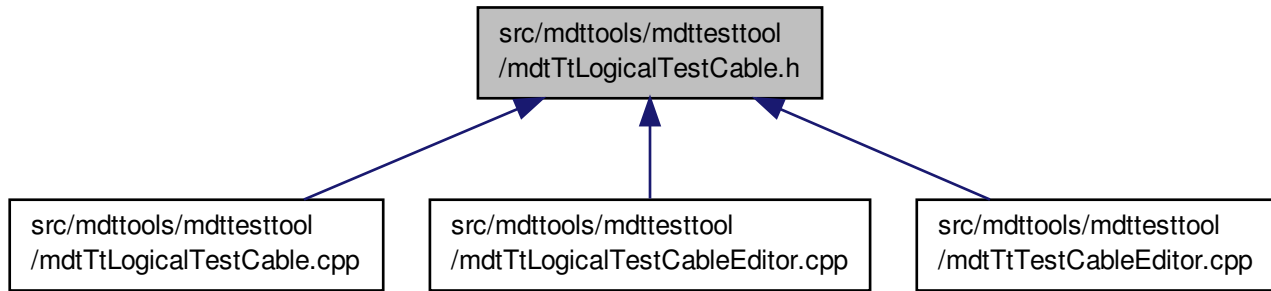 src/mdttools/mdttesttool
/mdtTtLogicalTestCable.h
src/mdttools/mdttesttool
/mdtTtLogicalTestCable.cpp
src/mdttools/mdttesttool
/mdtTtLogicalTestCableEditor.cpp
src/mdttools/mdttesttool
/mdtTtTestCableEditor.cpp